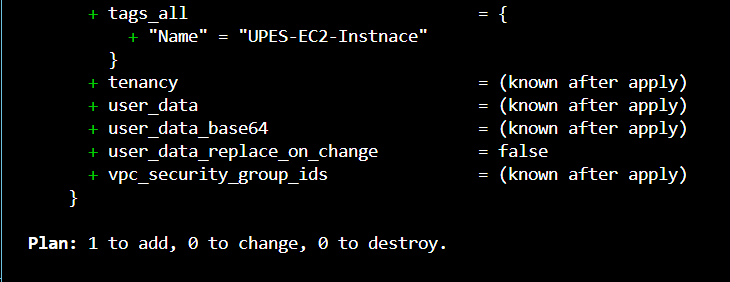 + tags_all = {
+ "Name" = "UPES-EC2-Instnace"
}
+ tenancy = (known after apply)
+ user_data = (known after apply)
+ user_data_base64 = (known after apply)
+ user_data_replace_on_change = false
+ vpc_security_group_ids = (known after apply)
}
Plan: 1 to add, 0 to change, 0 to destroy.